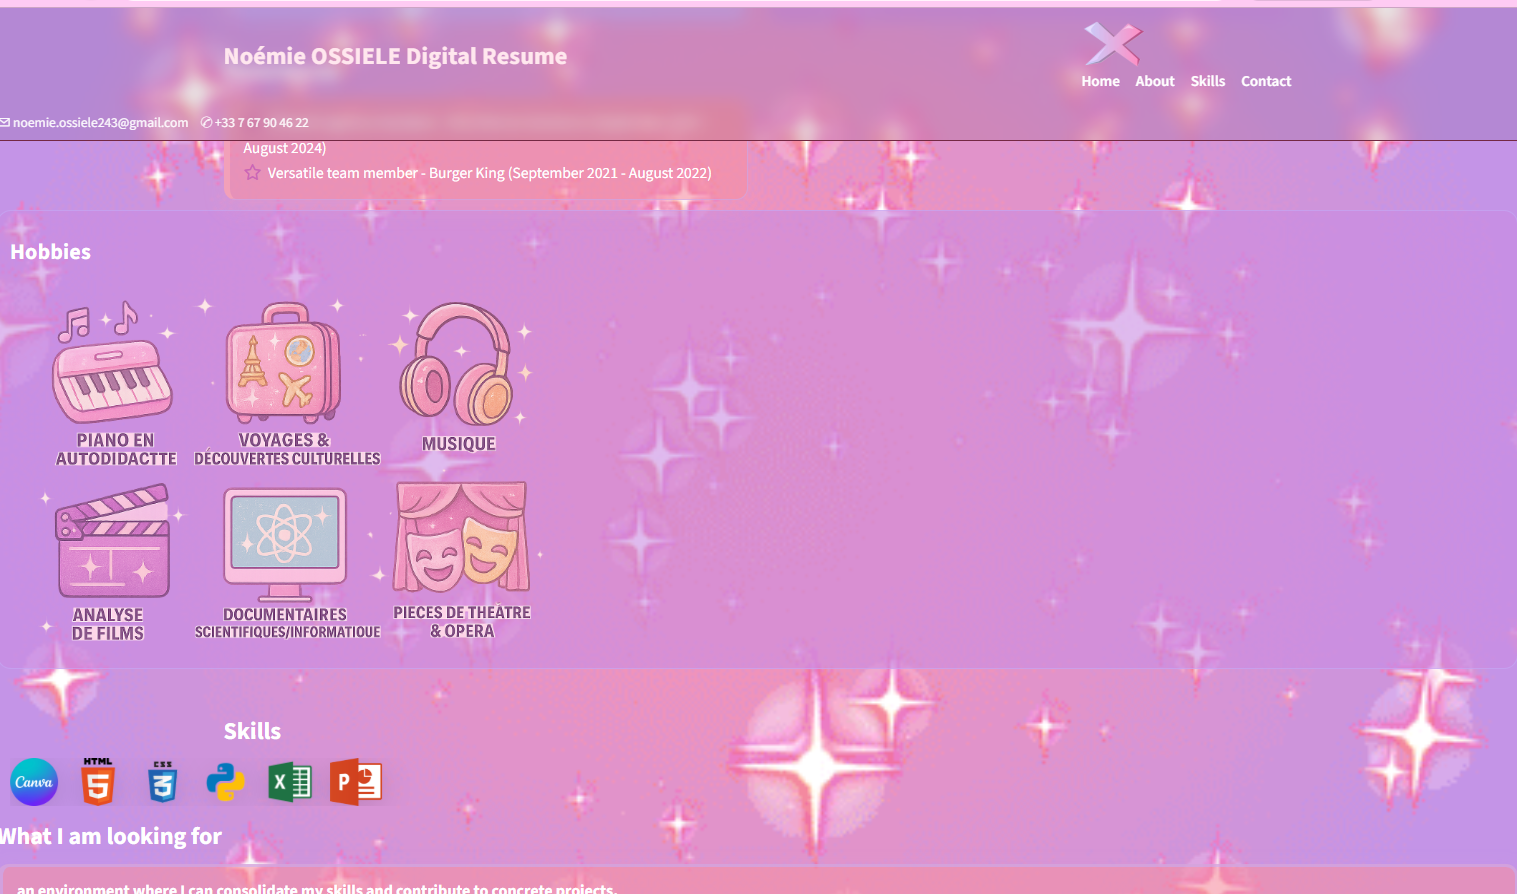 Noémie OSSIELE Digital Resume
Home About Skills Contact
noemie.ossiele243@gmail.com +33 7 67 90 46 22
August 2024)
Versatile team member - Burger King (September 2021 - August 2022)
Hobbies
PIANO EN
AUTODIDACTTE
VOYAGES &
DÉCOUVERTES CULTURELLES
MUSIQUE
ANALYSE
DE FILMS
DOCUMENTAIRES
SCIENTIFIQUES/INFORMATIQUE
PIECES DE THEÂTRE
& OPERA
Skills
Canva
HTML
5
CSS
3
X
P
What I am looking for
an environment where I can consolidate my skills and contribute to concrete projects.